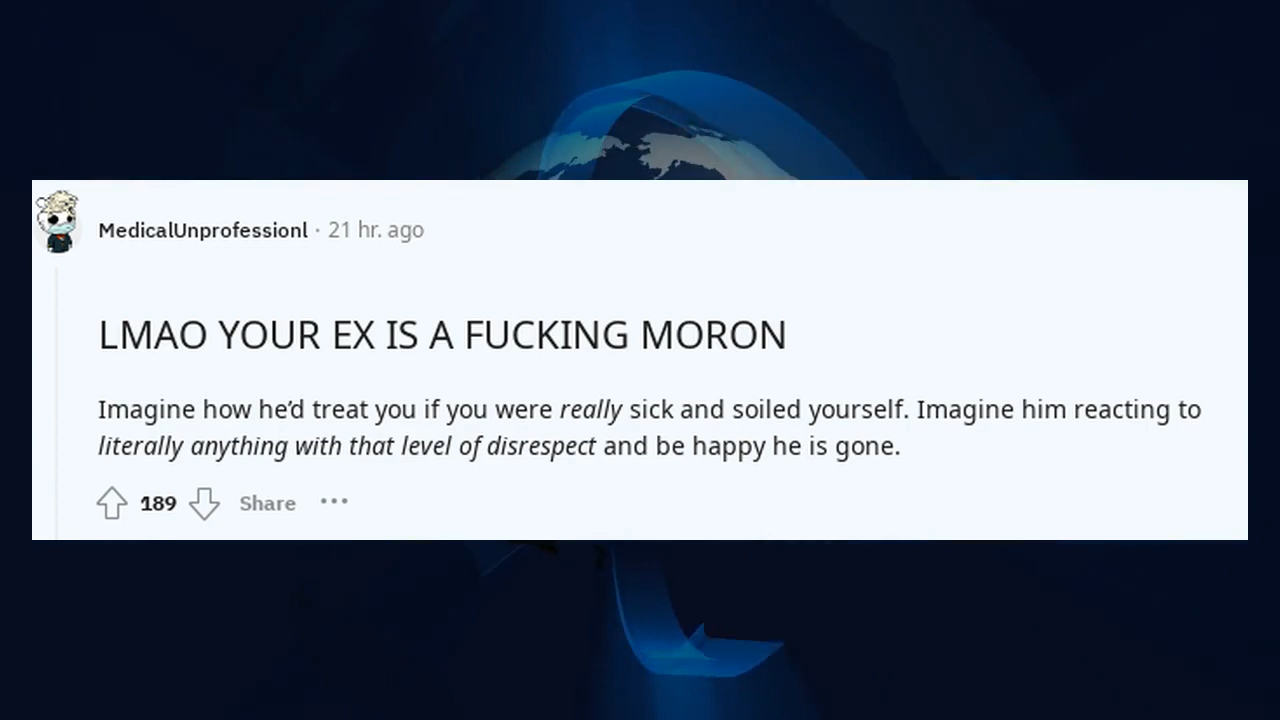 MedicalUnprofessionl · 21 hr. ago
LMAO YOUR EX IS A FUCKING MORON
Imagine how he’d treat you if you were really sick and soiled yourself. Imagine him reacting to
literally anything with that level of disrespect and be happy he is gone.
189 Share ···